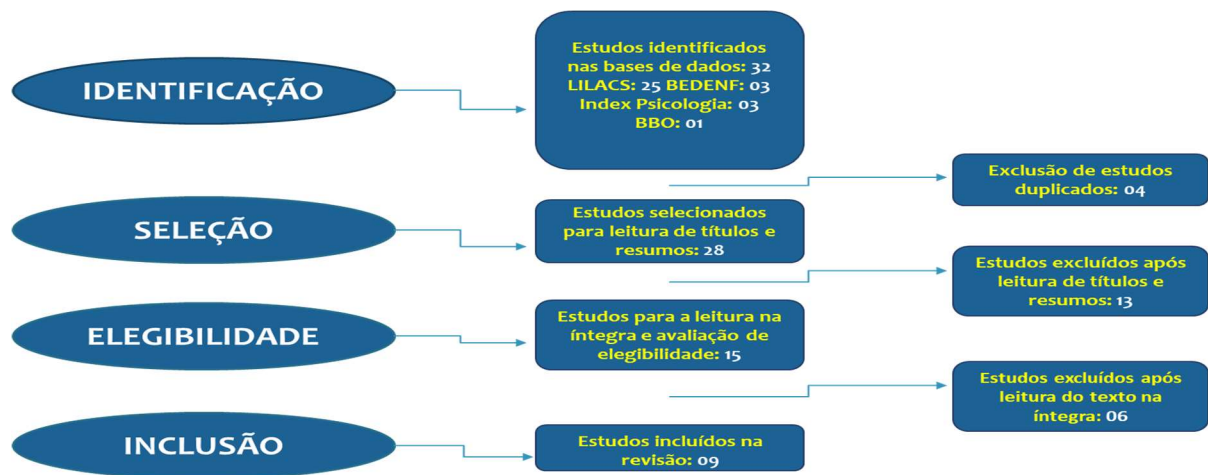 IDENTIFICAÇÃO
Estudos identificados
nas bases de dados: 32
LILACS: 25 BEDENF: 03
Index Psicologia: 03
BBO: 01
Exclusão de estudos
duplicados: 04
SELEÇÃO
Estudos selecionados
para leitura de títulos e
resumos: 28
Estudos excluídos após
leitura de títulos e
resumos: 13
ELEGIBILIDADE
Estudos para a leitura na
íntegra e avaliação de
elegibilidade: 15
Estudos excluídos após
leitura do texto na
íntegra: 06
INCLUSÃO
Estudos incluídos na
revisão: 09